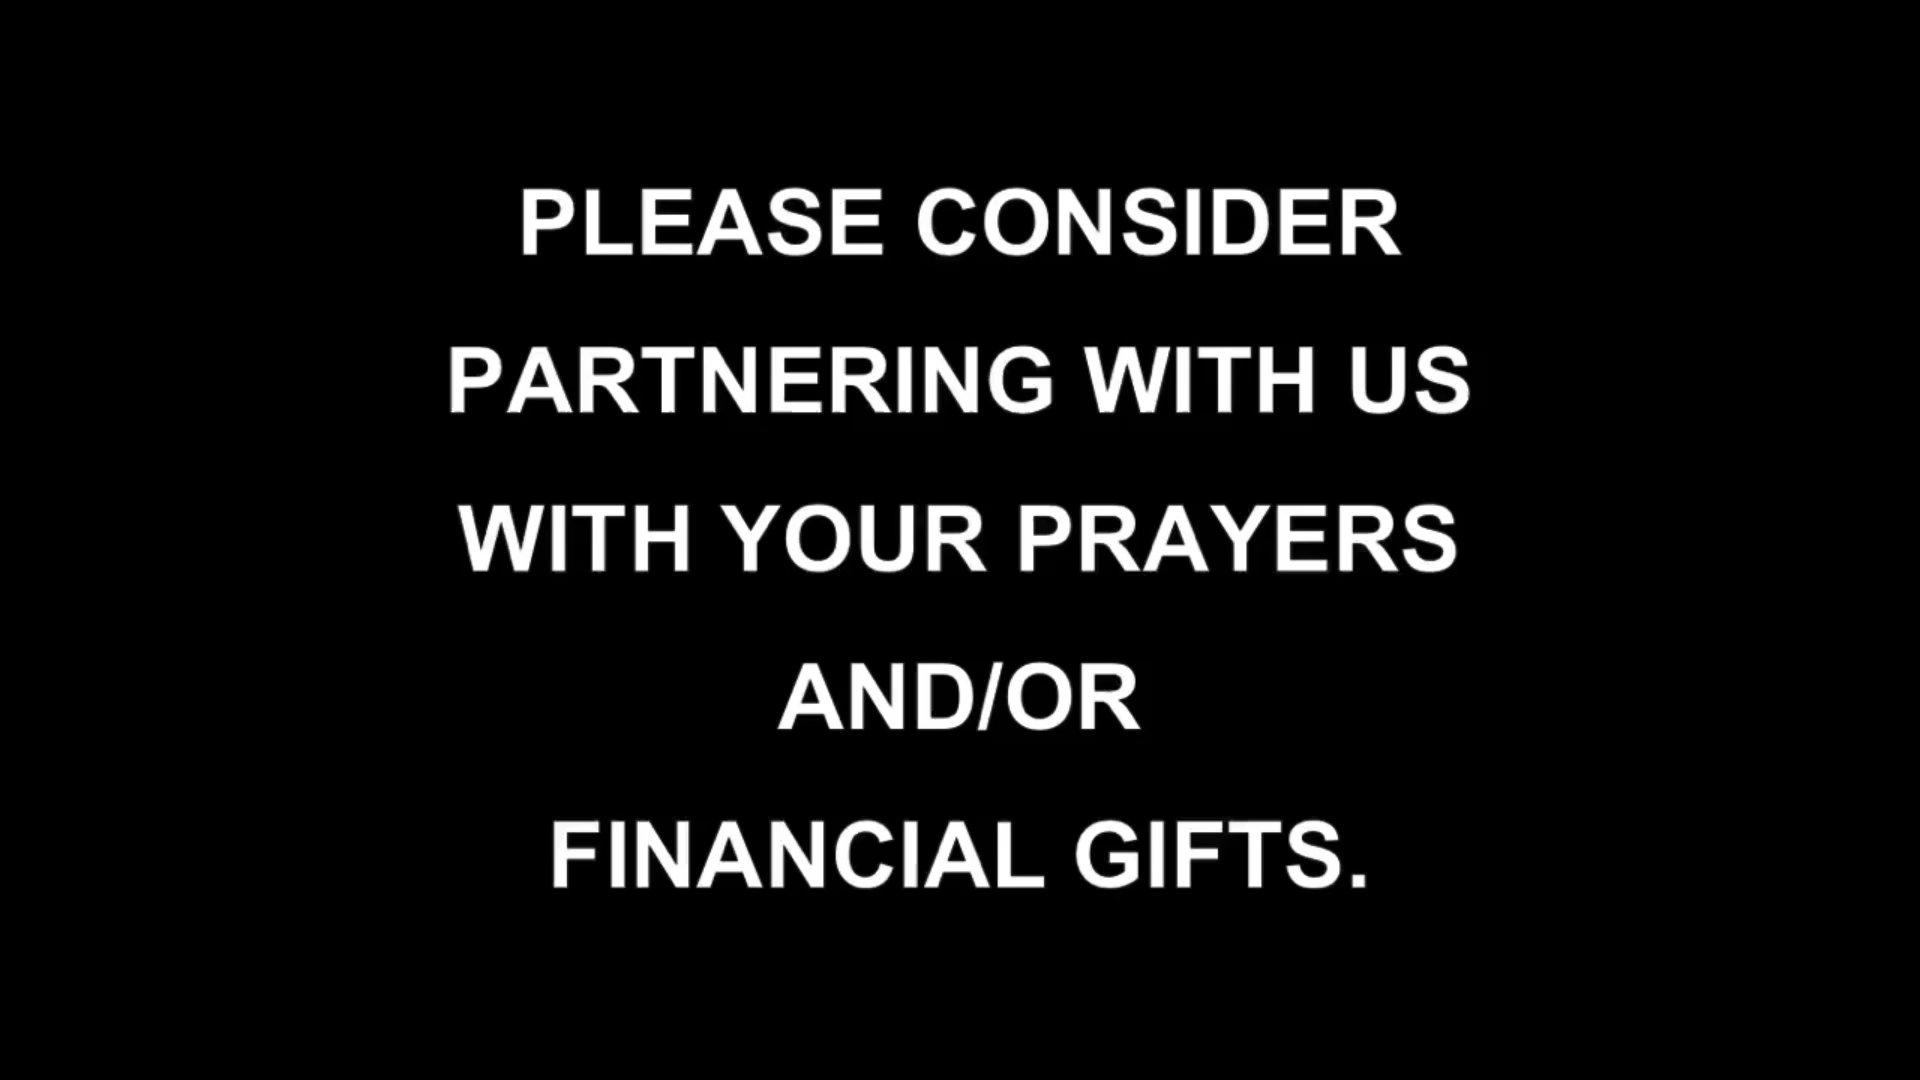 PLEASE CONSIDER
PARTNERING WITH US
WITH YOUR PRAYERS
AND/OR
FINANCIAL GIFTS.